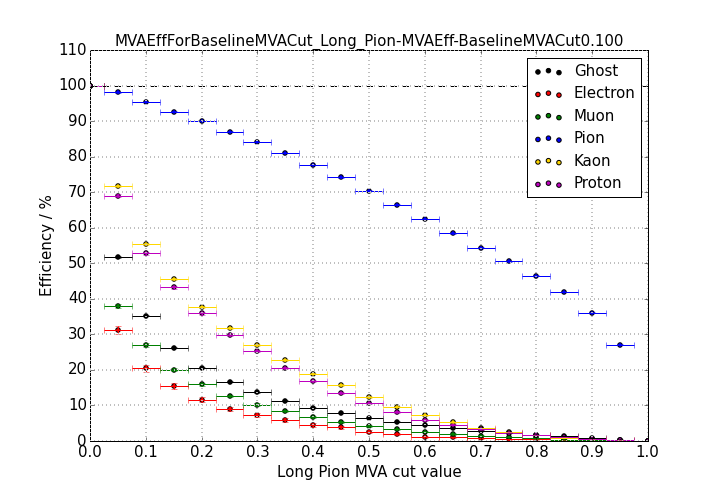 MVAEffForBaselineMVACut_Long_Pion-MVAEff-BaselineMVACut0.100
110
100
90
80
70
60
50
40
30
20
10
0
Efficiency / %
Ghost
Electron
Muon
Pion
Kaon
Proton
0.0 0.1 0.2 0.3 0.4 0.5 0.6 0.7 0.8 0.9 1.0
Long Pion MVA cut value